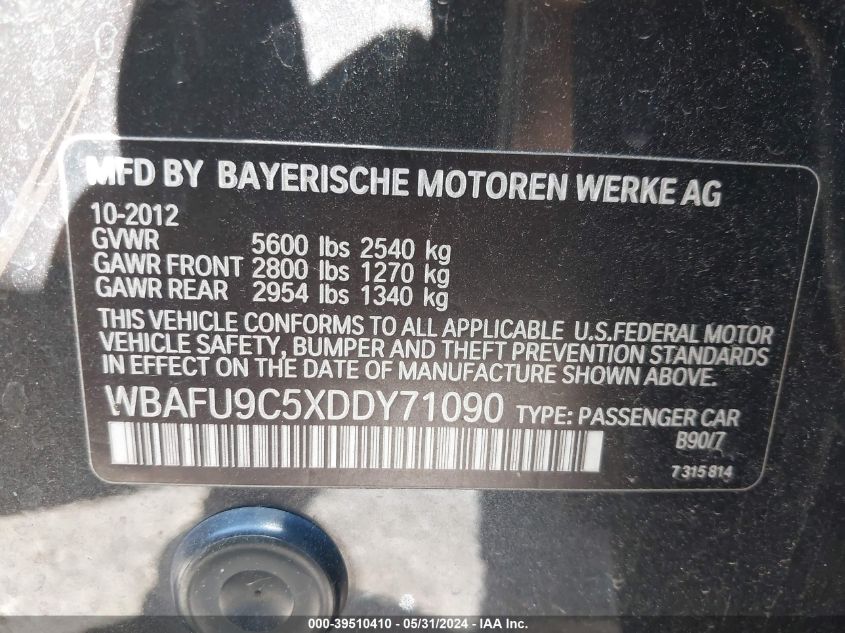 MFD BY BAYERISCHE MOTOREN WERKE AG
10-2012
GVWR 5600 lbs 2540 kg
GAWR FRONT 2800 lbs 1270 kg
GAWR REAR 2954 lbs 1340 kg
THIS VEHICLE CONFORMS TO ALL APPLICABLE U.S.FEDERAL MOTOR
VEHICLE SAFETY, BUMPER AND THEFT PREVENTION STANDARDS
IN EFFECT ON THE DATE OF MANUFACTURE SHOWN ABOVE.
WBAFU9C5XDDY71090 TYPE: PASSENGER CAR
B90/7
7315814
000-39510410 - 05/31/2024 - IAA Inc.